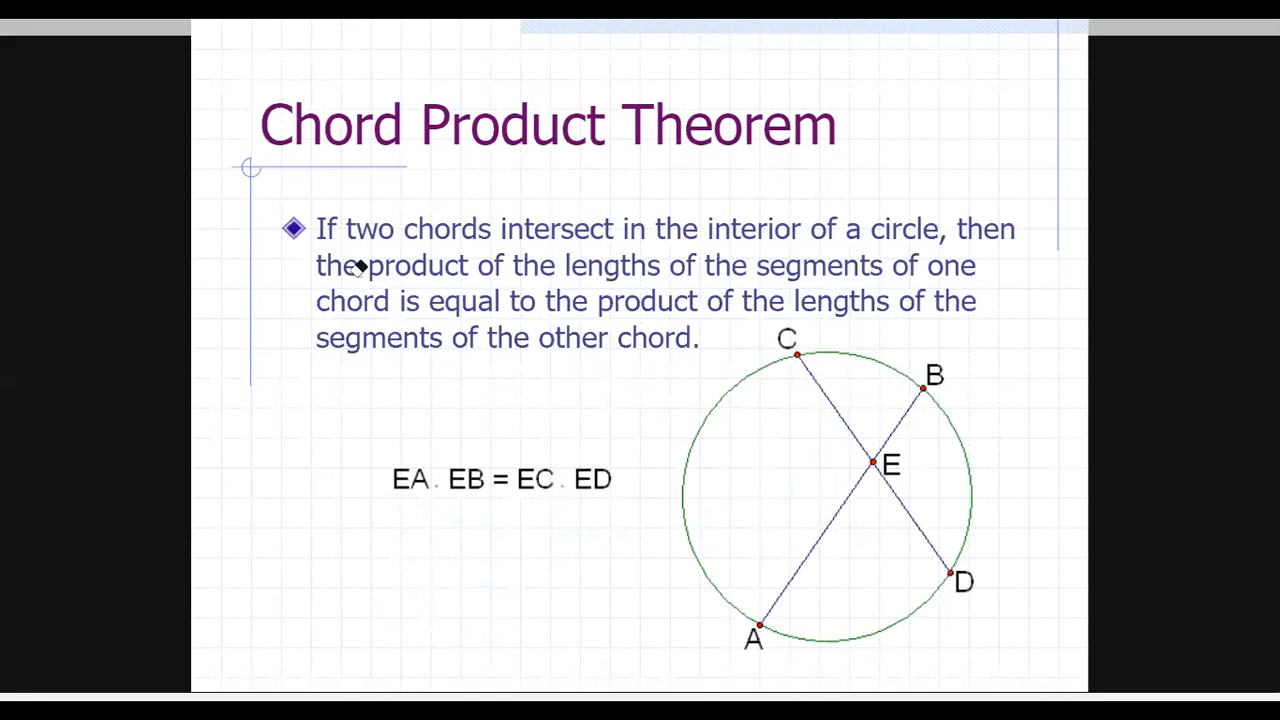 Chord Product Theorem
If two chords intersect in the interior of a circle, then
the product of the lengths of the segments of one
chord is equal to the product of the lengths of the
segments of the other chord.
C
B
EA · EB = EC · ED
E
D
A